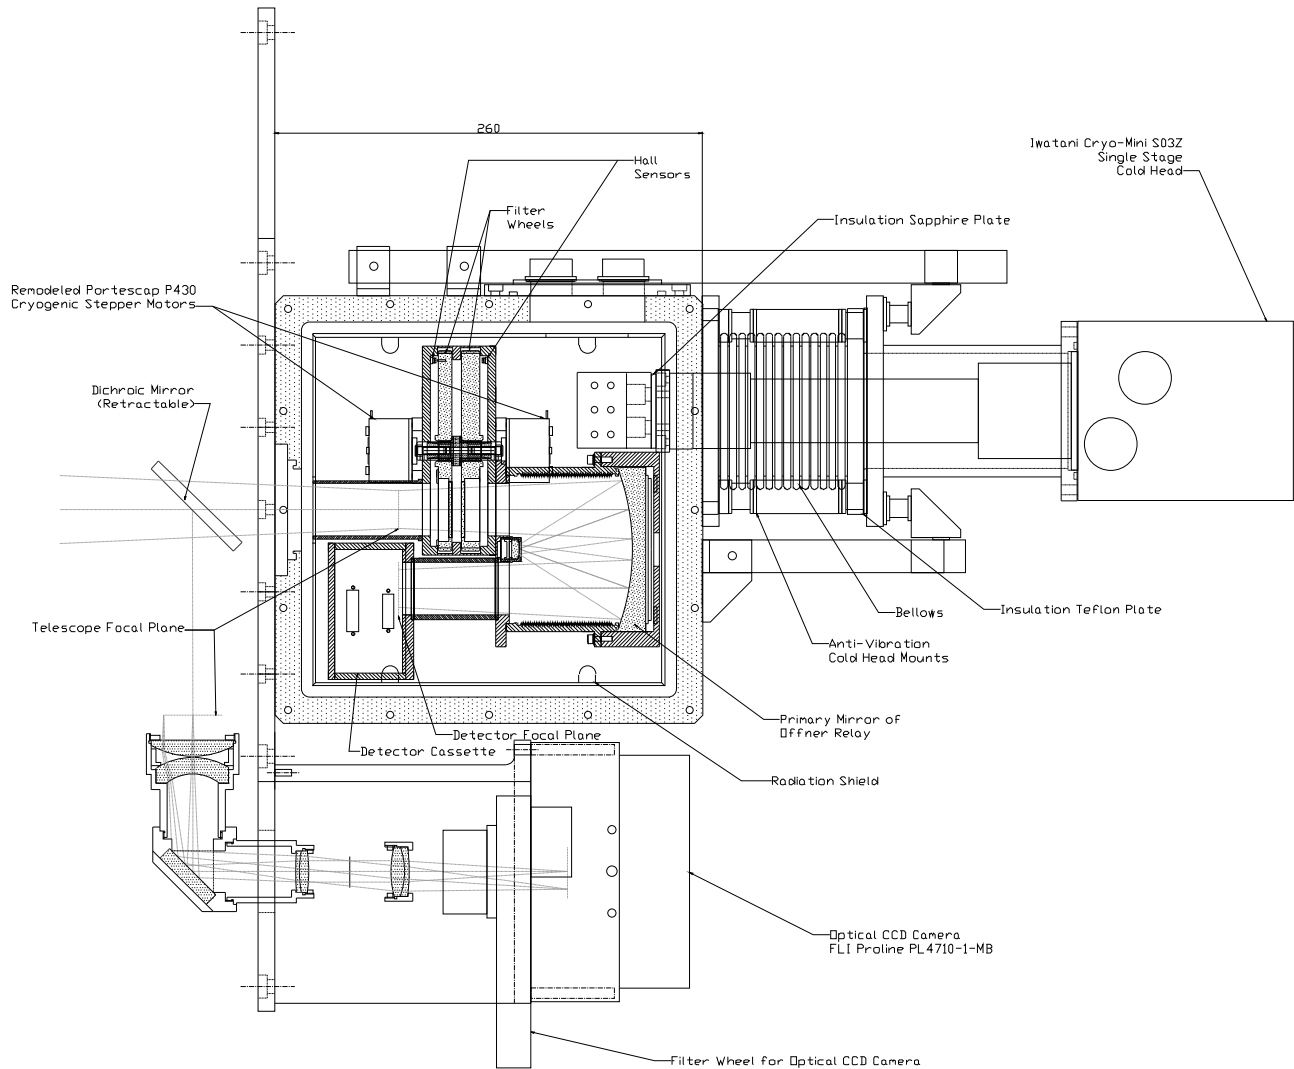 260
Iwatani Cryo-Mini S03Z
Single Stage
Cold Head
Hall
Sensors
Filter
Wheels
Insulation Sapphire Plate
Remodeled Portescap P430
Cryogenic Stepper Motors
Dichroic Mirror
(Retractable)
Telescope Focal Plane
Bellows
Insulation Teflon Plate
Anti-Vibration
Cold Head Mounts
Primary Mirror of
Offner Relay
Detector Focal Plane
Detector Cassette
Radiation Shield
Optical CCD Camera
FLI Proline PL4710-1-MB
Filter Wheel for Optical CCD Camera